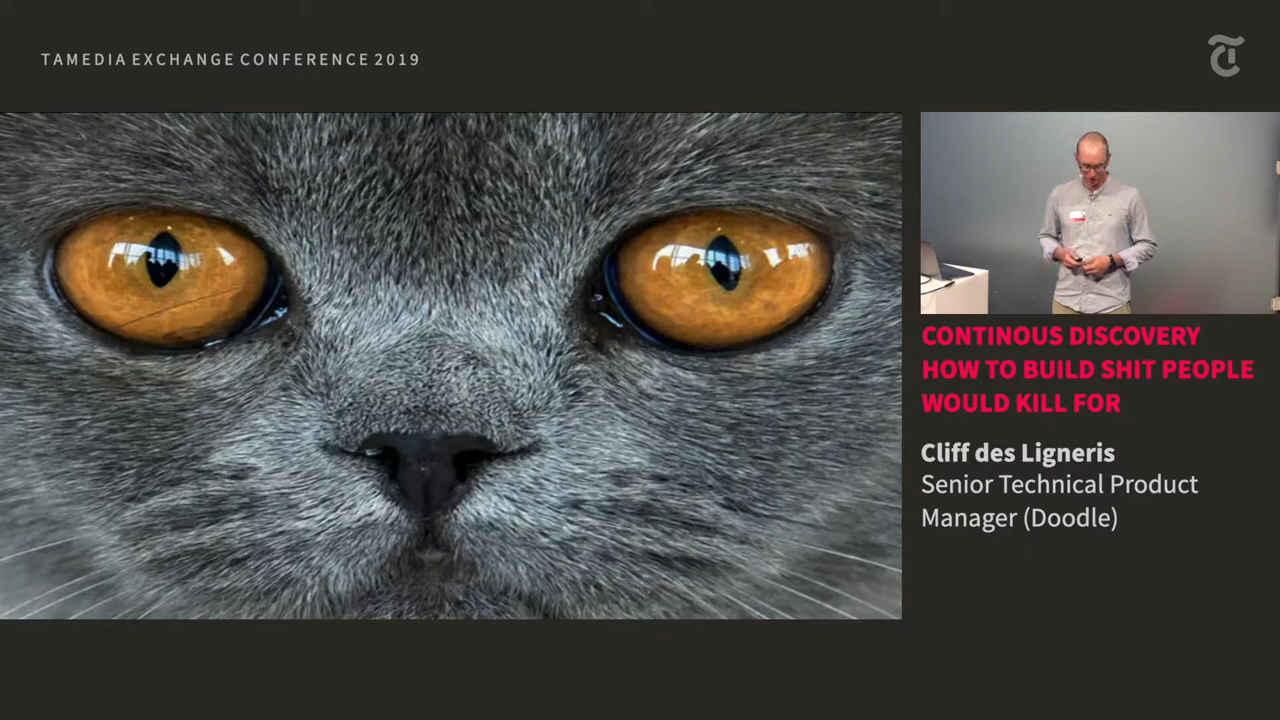 TAMEDIA EXCHANGE CONFERENCE 2019
CONTINOUS DISCOVERY
HOW TO BUILD SHIT PEOPLE
WOULD KILL FOR
Cliff des Ligneris
Senior Technical Product
Manager (Doodle)